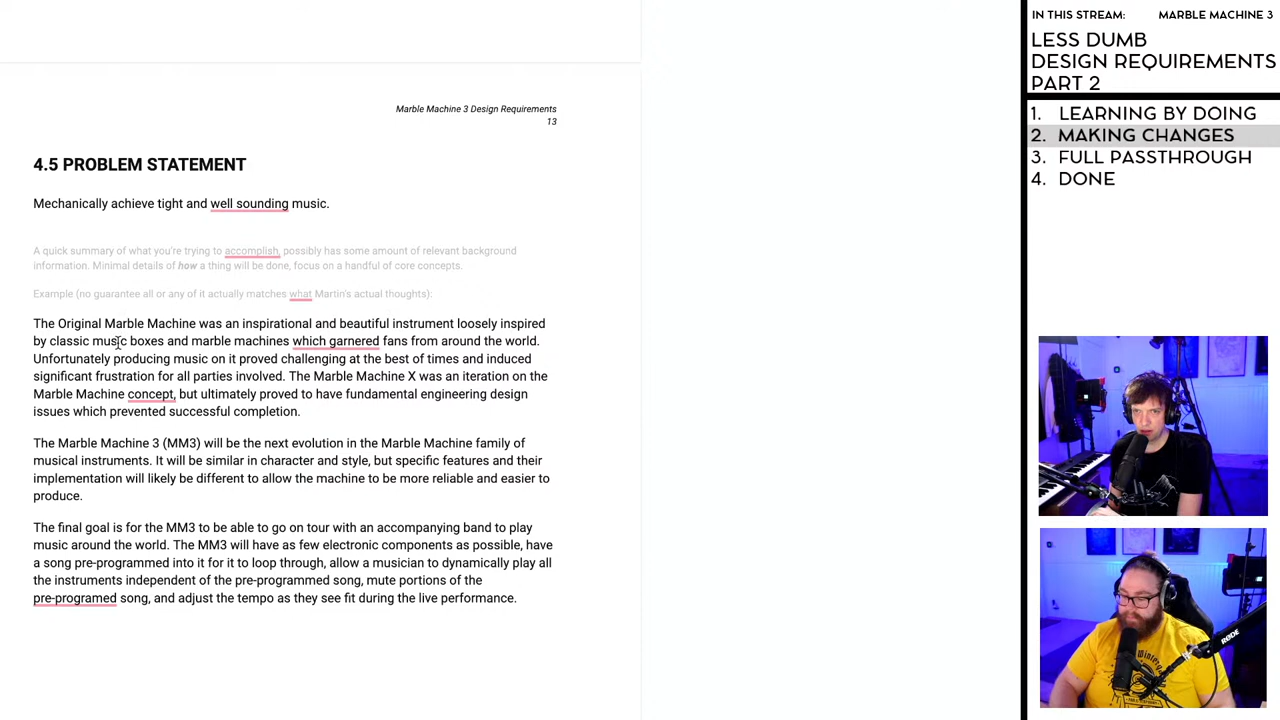 Marble Machine 3 Design Requirements
13
4.5 PROBLEM STATEMENT
Mechanically achieve tight and well sounding music.
A quick summary of what you're trying to accomplish, possibly has some amount of relevant background
information. Minimal details of how a thing will be done, focus on a handful of core concepts.
Example (no guarantee all or any of it actually matches what Martin's actual thoughts):
The Original Marble Machine was an inspirational and beautiful instrument loosely inspired
by classic music boxes and marble machines which garnered fans from around the world.
Unfortunately producing music on it proved challenging at the best of times and induced
significant frustration for all parties involved. The Marble Machine X was an iteration on the
Marble Machine concept, but ultimately proved to have fundamental engineering design
issues which prevented successful completion.
The Marble Machine 3 (MM3) will be the next evolution in the Marble Machine family of
musical instruments. It will be similar in character and style, but specific features and their
implementation will likely be different to allow the machine to be more reliable and easier to
produce.
The final goal is for the MM3 to be able to go on tour with an accompanying band to play
music around the world. The MM3 will have as few electronic components as possible, have
a song pre-programmed into it for it to loop through, allow a musician to dynamically play all
the instruments independent of the pre-programmed song, mute portions of the
pre-programed song, and adjust the tempo as they see fit during the live performance.
IN THIS STREAM: MARBLE MACHINE 3
LESS DUMB
DESIGN REQUIREMENTS
PART 2
1. LEARNING BY DOING
2. MAKING CHANGES
3. FULL PASSTHROUGH
4. DONE
RØDE